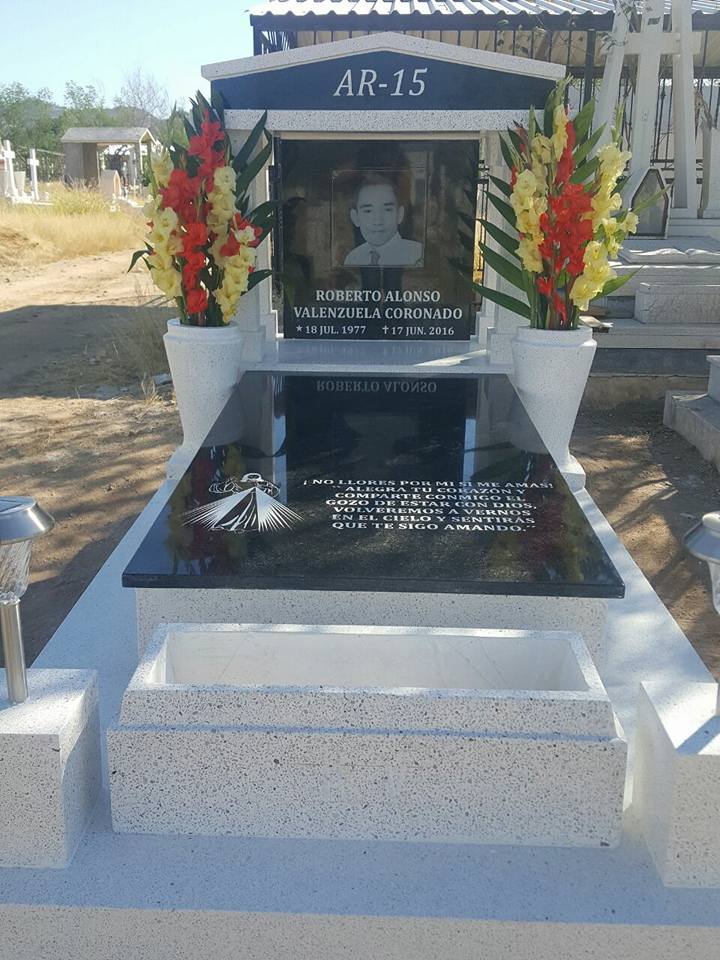 AR-15
ROBERTO ALONSO
VALENZUELA CORONADO
* 18 JUL. 1977 ✝ 17 JUN. 2016
ROBERTO ALONSO
¡NO LLORES POR MI SI ME AMAS!
"ALEGRA TU CORAZÓN Y
COMPARTE CONMIGO EL
GOZO DE ESTAR CON DIOS,
VOLVEREMOS A VERNOS
EN EL CIELO Y SENTIRÁS
QUE TE SIGO AMANDO."